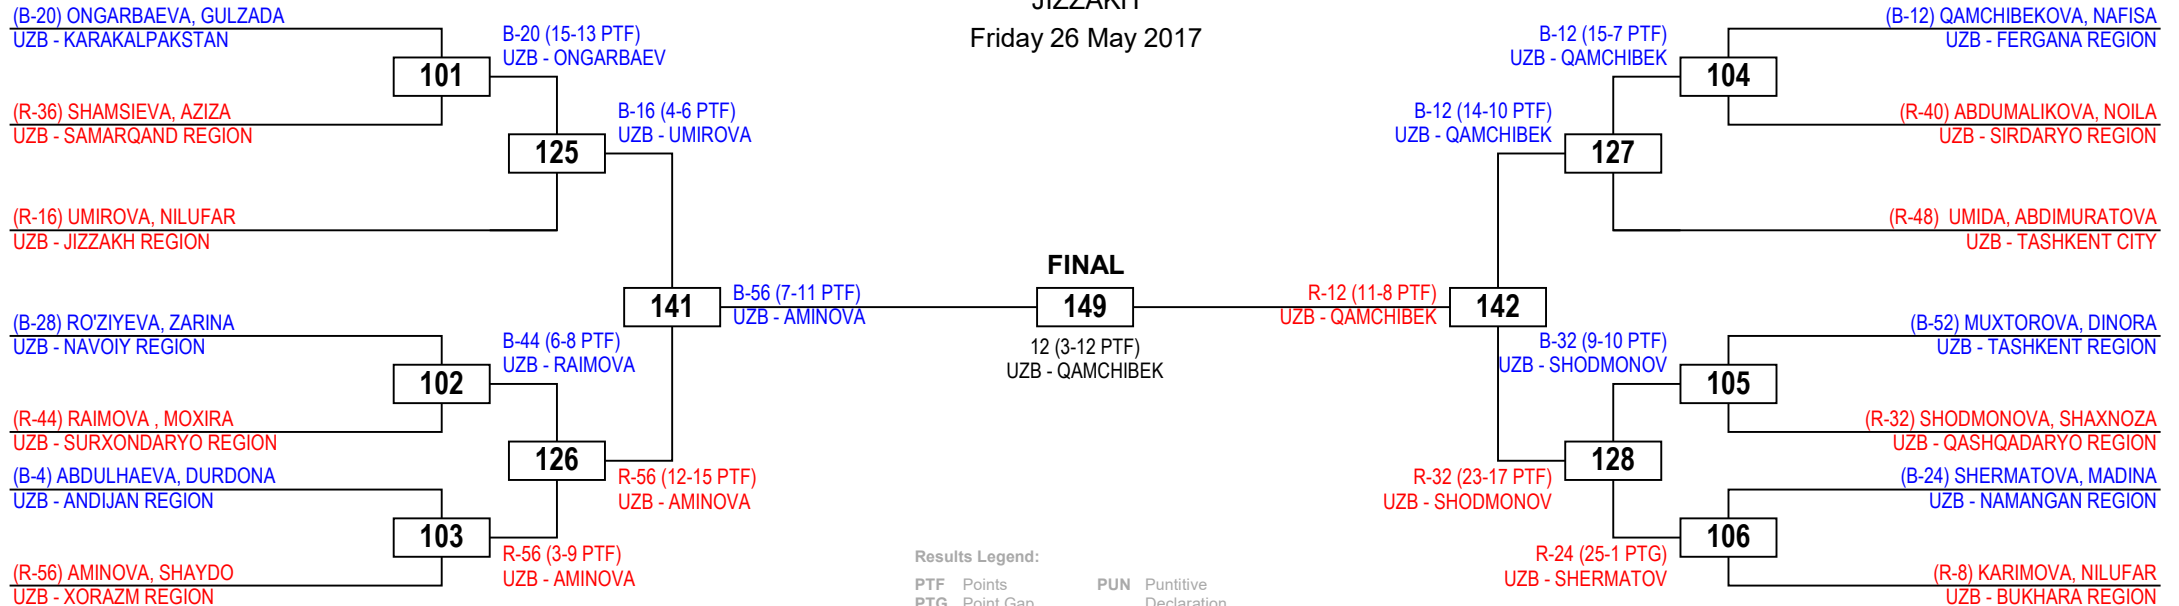 JIZZAKH
Friday 26 May 2017
(B-20) ONGARBAEVA, GULZADA
UZB - KARAKALPAKSTAN
B-20 (15-13 PTF)
UZB - ONGARBAEV
101
(R-36) SHAMSIEVA, AZIZA
UZB - SAMARQAND REGION
B-16 (4-6 PTF)
UZB - UMIROVA
125
(R-16) UMIROVA, NILUFAR
UZB - JIZZAKH REGION
141
B-56 (7-11 PTF)
UZB - AMINOVA
(B-28) RO'ZIYEVA, ZARINA
UZB - NAVOIY REGION
B-44 (6-8 PTF)
UZB - RAIMOVA
102
(R-44) RAIMOVA , MOXIRA
UZB - SURXONDARYO REGION
126
(B-4) ABDULHAEVA, DURDONA
UZB - ANDIJAN REGION
R-56 (12-15 PTF)
UZB - AMINOVA
103
R-56 (3-9 PTF)
UZB - AMINOVA
(R-56) AMINOVA, SHAYDO
UZB - XORAZM REGION
FINAL
149
12 (3-12 PTF)
UZB - QAMCHIBEK
(B-12) QAMCHIBEKOVA, NAFISA
UZB - FERGANA REGION
B-12 (15-7 PTF)
UZB - QAMCHIBEK
104
(R-40) ABDUMALIKOVA, NOILA
UZB - SIRDARYO REGION
B-12 (14-10 PTF)
UZB - QAMCHIBEK
127
(R-48)  UMIDA, ABDIMURATOVA
UZB - TASHKENT CITY
R-12 (11-8 PTF)
UZB - QAMCHIBEK
142
(B-52) MUXTOROVA, DINORA
UZB - TASHKENT REGION
B-32 (9-10 PTF)
UZB - SHODMONOV
105
(R-32) SHODMONOVA, SHAXNOZA
UZB - QASHQADARYO REGION
128
R-32 (23-17 PTF)
UZB - SHODMONOV
(B-24) SHERMATOVA, MADINA
UZB - NAMANGAN REGION
106
R-24 (25-1 PTG)
UZB - SHERMATOV
(R-8) KARIMOVA, NILUFAR
UZB - BUKHARA REGION
Results Legend:
PTF Points PUN Puntitive
PTG Point Gap Declaration